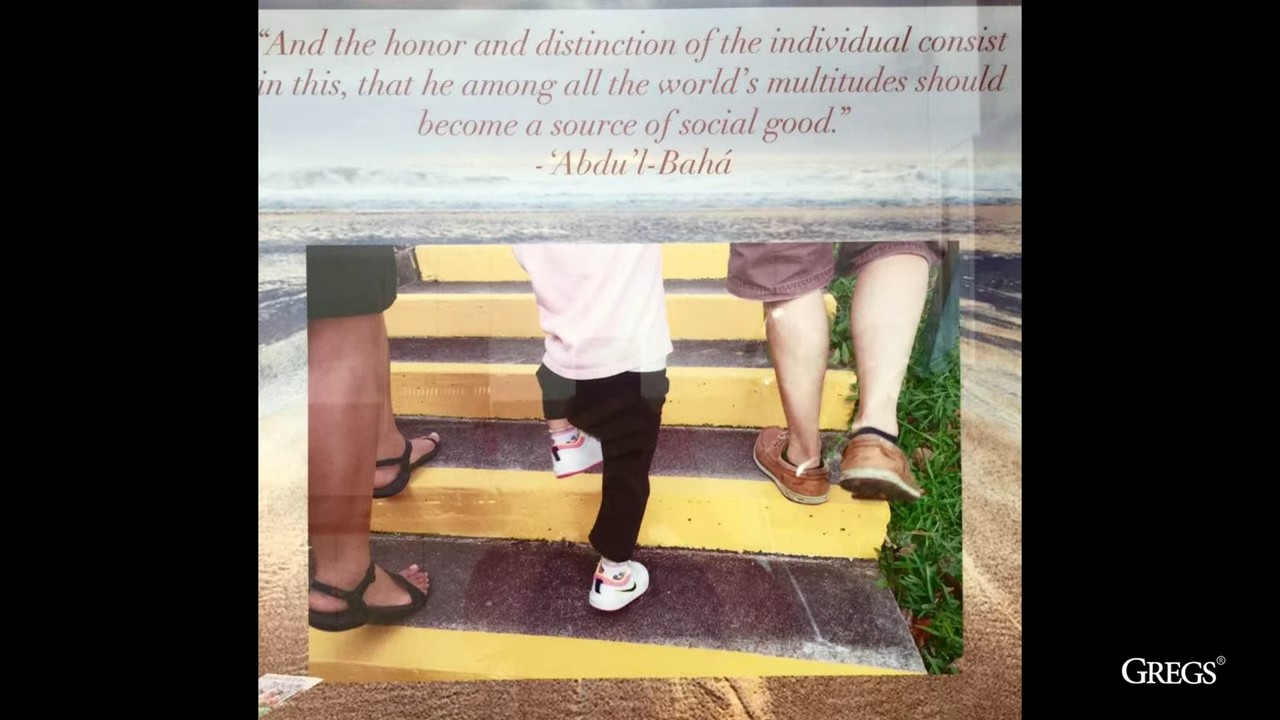 “And the honor and distinction of the individual consist
in this, that he among all the world’s multitudes should
become a source of social good.”
- ‘Abdu’l-Bahá
GREGS®